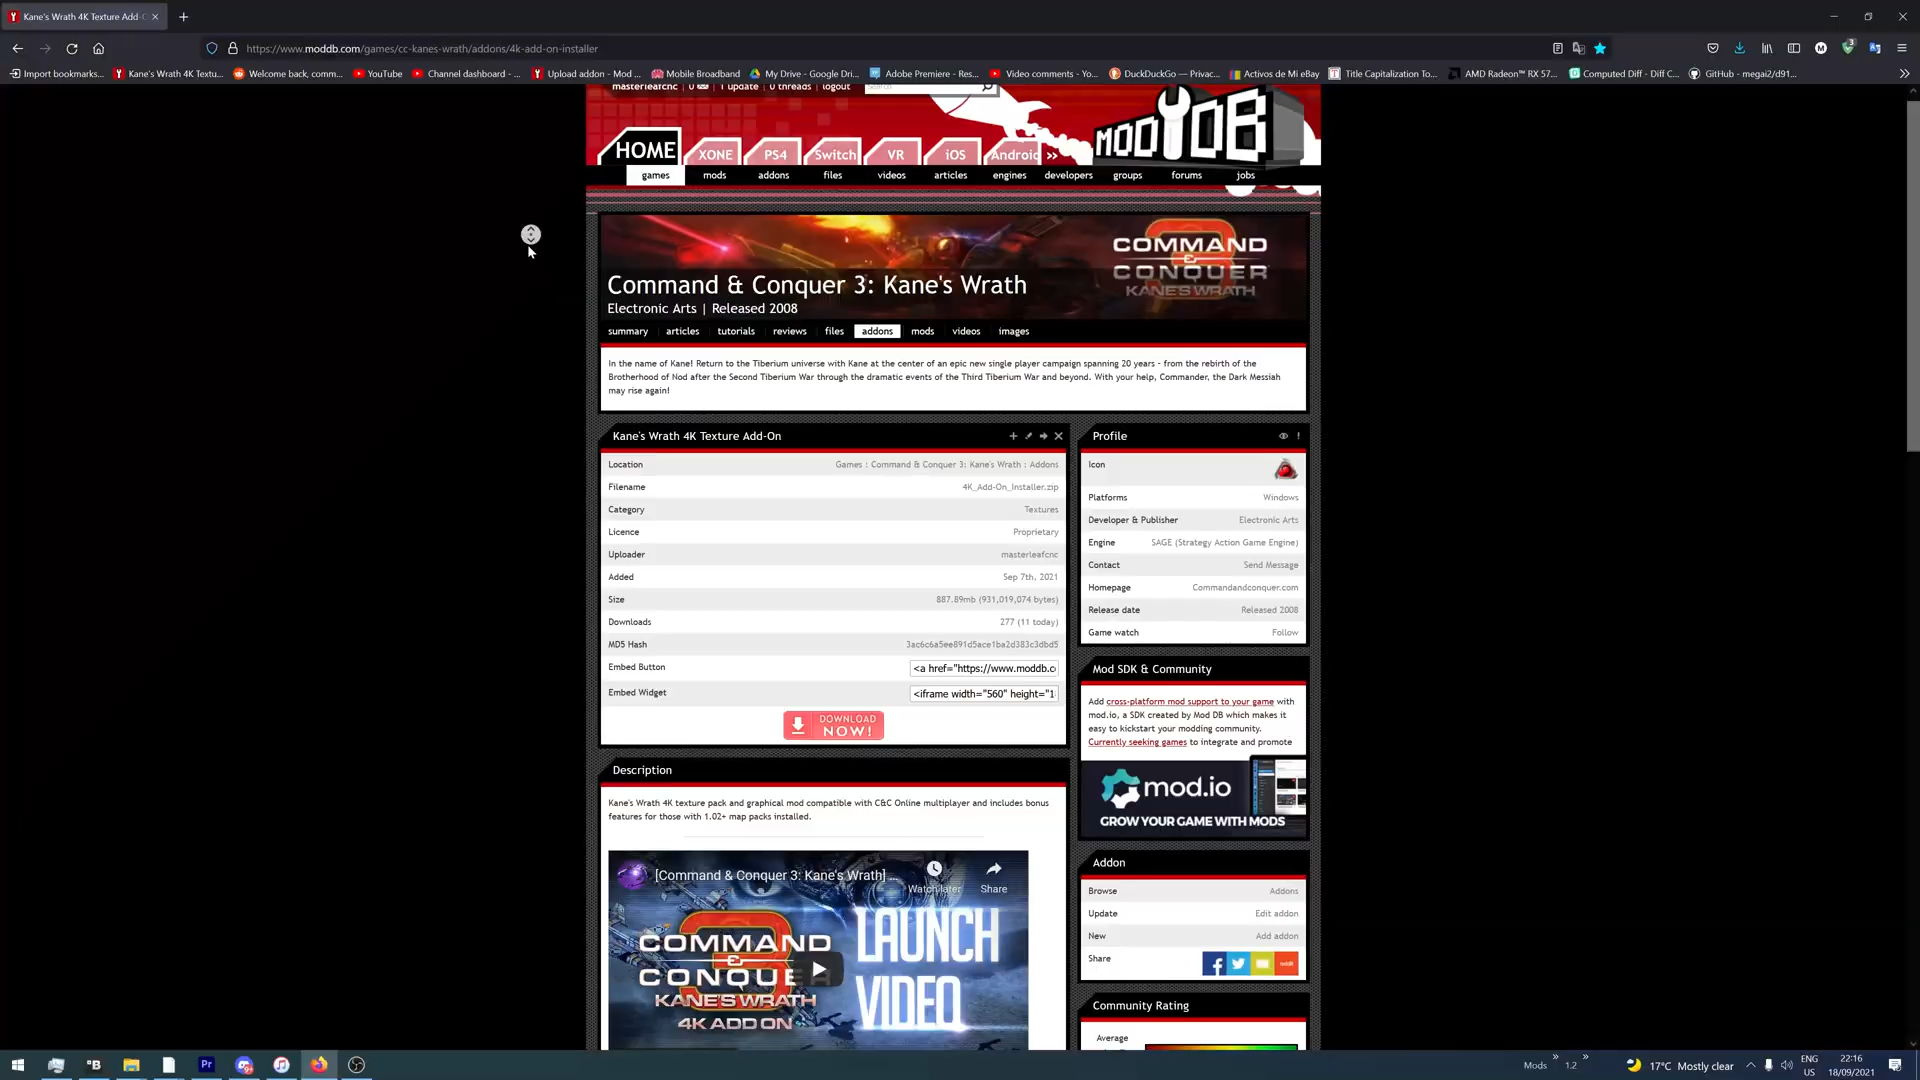 Kane's Wrath 4K Texture Add-O
https://www.moddb.com/games/cc-kanes-wrath/addons/4k-add-on-installer
Import bookmarks... Kane's Wrath 4K Textu... Welcome back, comm... YouTube Channel dashboard - ... Upload addon - Mod ... Mobile Broadband My Drive - Google Dri... Adobe Premiere - Res... Video comments - Yo... DuckDuckGo — Privac... Activos de Mi eBay Title Capitalization To... AMD Radeon™ RX 57... Computed Diff - Diff C... GitHub - megai2/d91...
masterleafcnc 0 1 update 0 threads logout Search
MOD DB
HOME XONE PS4 Switch VR iOS Android »
games mods addons files videos articles engines developers groups forums jobs
COMMAND & CONQUER 3 KANE'S WRATH
Command & Conquer 3: Kane's Wrath
Electronic Arts | Released 2008
summary articles tutorials reviews files addons mods videos images
In the name of Kane! Return to the Tiberium universe with Kane at the center of an epic new single player campaign spanning 20 years - from the rebirth of the
Brotherhood of Nod after the Second Tiberium War through the dramatic events of the Third Tiberium War and beyond. With your help, Commander, the Dark Messiah
may rise again!
Kane's Wrath 4K Texture Add-On
Location Games : Command & Conquer 3: Kane's Wrath : Addons
Filename 4K_Add-On_Installer.zip
Category Textures
Licence Proprietary
Uploader masterleafcnc
Added Sep 7th, 2021
Size 887.89mb (931,019,074 bytes)
Downloads 277 (11 today)
MD5 Hash 3ac6c6a5ee891d5ace1ba2d383c3dbd5
Embed Button <a href="https://www.moddb.c
Embed Widget <iframe width="560" height="1
DOWNLOAD
NOW!
Description
Kane's Wrath 4K texture pack and graphical mod compatible with C&C Online multiplayer and includes bonus
features for those with 1.02+ map packs installed.
[Command & Conquer 3: Kane's Wrath] ...
Watch later Share
COMMAND & CONQUER 3
KANE'S WRATH
4K ADD ON
LAUNCH
VIDEO
Profile
Icon
Platforms Windows
Developer & Publisher Electronic Arts
Engine SAGE (Strategy Action Game Engine)
Contact Send Message
Homepage Commandandconquer.com
Release date Released 2008
Game watch Follow
Mod SDK & Community
Add cross-platform mod support to your game with
mod.io, a SDK created by Mod DB which makes it
easy to kickstart your modding community.
Currently seeking games to integrate and promote
mod.io
GROW YOUR GAME WITH MODS
Addon
Browse Addons
Update Edit addon
New Add addon
Share reddit
Community Rating
Average
Mods » 1.2 » 17°C Mostly clear ENG US 22:16 18/09/2021